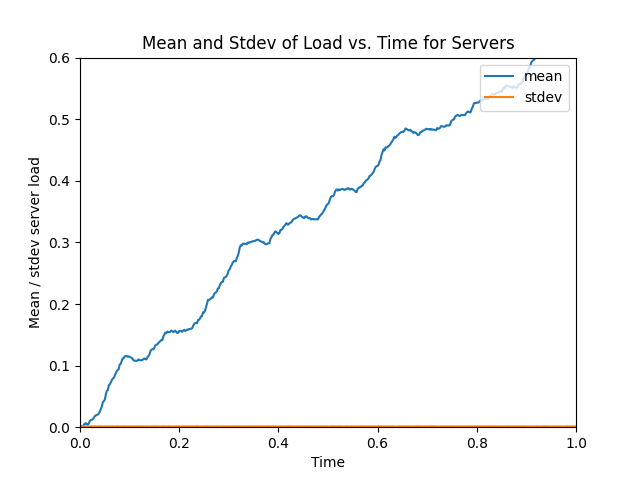 Mean and Stdev of Load vs. Time for Servers
mean
stdev
Mean / stdev server load
0.6
0.5
0.4
0.3
0.2
0.1
0.0
0.0 0.2 0.4 0.6 0.8 1.0
Time